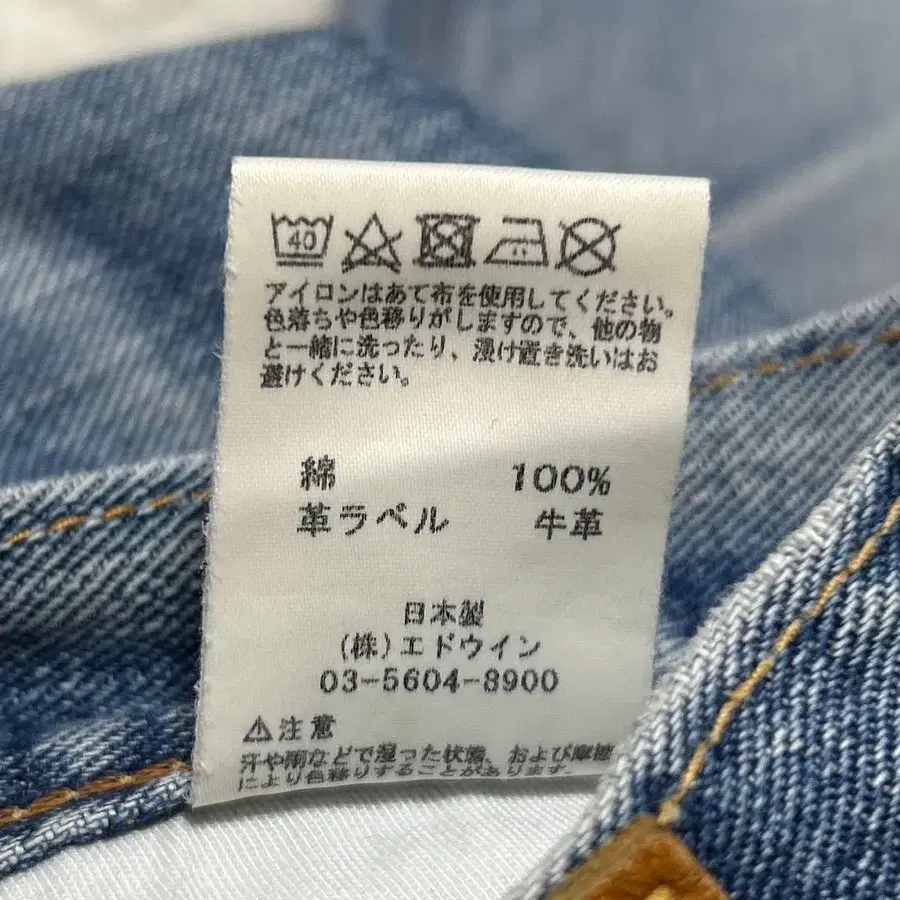 40
アイロンはあて布を使用してください。
色落ちや色移りがしますので、他の物
と一緒に洗ったり、浸け置き洗いはお
避けください。
綿 100%
革ラベル 牛革
日本製
(株)エドウイン
03-5604-8900
⚠注意
汗や雨などで湿った状態、および摩擦
により色移りすることがあります。